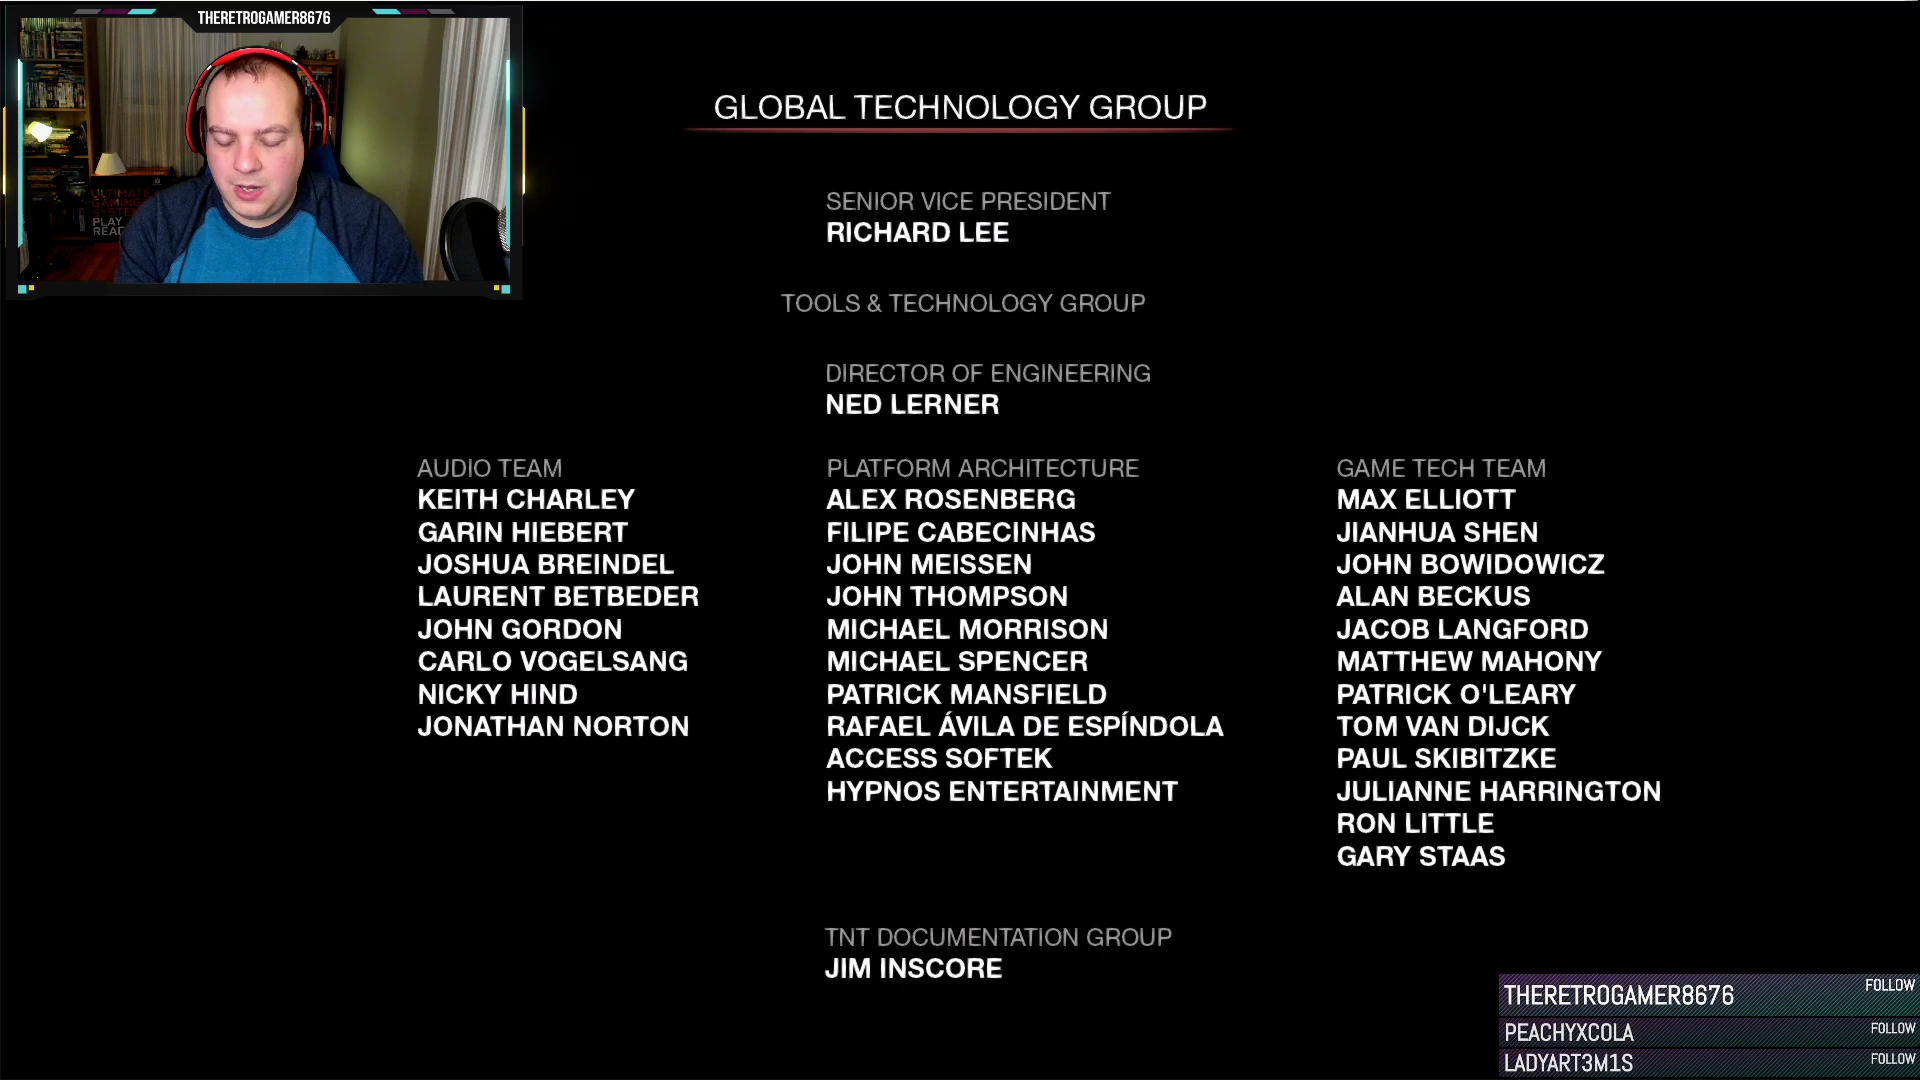 THERETROGAMER8676
ULTIMATE
GAMING
SYSTEM
PLAY
READ
GLOBAL TECHNOLOGY GROUP
SENIOR VICE PRESIDENT
RICHARD LEE
TOOLS & TECHNOLOGY GROUP
DIRECTOR OF ENGINEERING
NED LERNER
AUDIO TEAM
KEITH CHARLEY
GARIN HIEBERT
JOSHUA BREINDEL
LAURENT BETBEDER
JOHN GORDON
CARLO VOGELSANG
NICKY HIND
JONATHAN NORTON
PLATFORM ARCHITECTURE
ALEX ROSENBERG
FILIPE CABECINHAS
JOHN MEISSEN
JOHN THOMPSON
MICHAEL MORRISON
MICHAEL SPENCER
PATRICK MANSFIELD
RAFAEL ÁVILA DE ESPÍNDOLA
ACCESS SOFTEK
HYPNOS ENTERTAINMENT
GAME TECH TEAM
MAX ELLIOTT
JIANHUA SHEN
JOHN BOWIDOWICZ
ALAN BECKUS
JACOB LANGFORD
MATTHEW MAHONY
PATRICK O'LEARY
TOM VAN DIJCK
PAUL SKIBITZKE
JULIANNE HARRINGTON
RON LITTLE
GARY STAAS
TNT DOCUMENTATION GROUP
JIM INSCORE
THERETROGAMER8676 FOLLOW
PEACHYXCOLA FOLLOW
LADYART3M1S FOLLOW